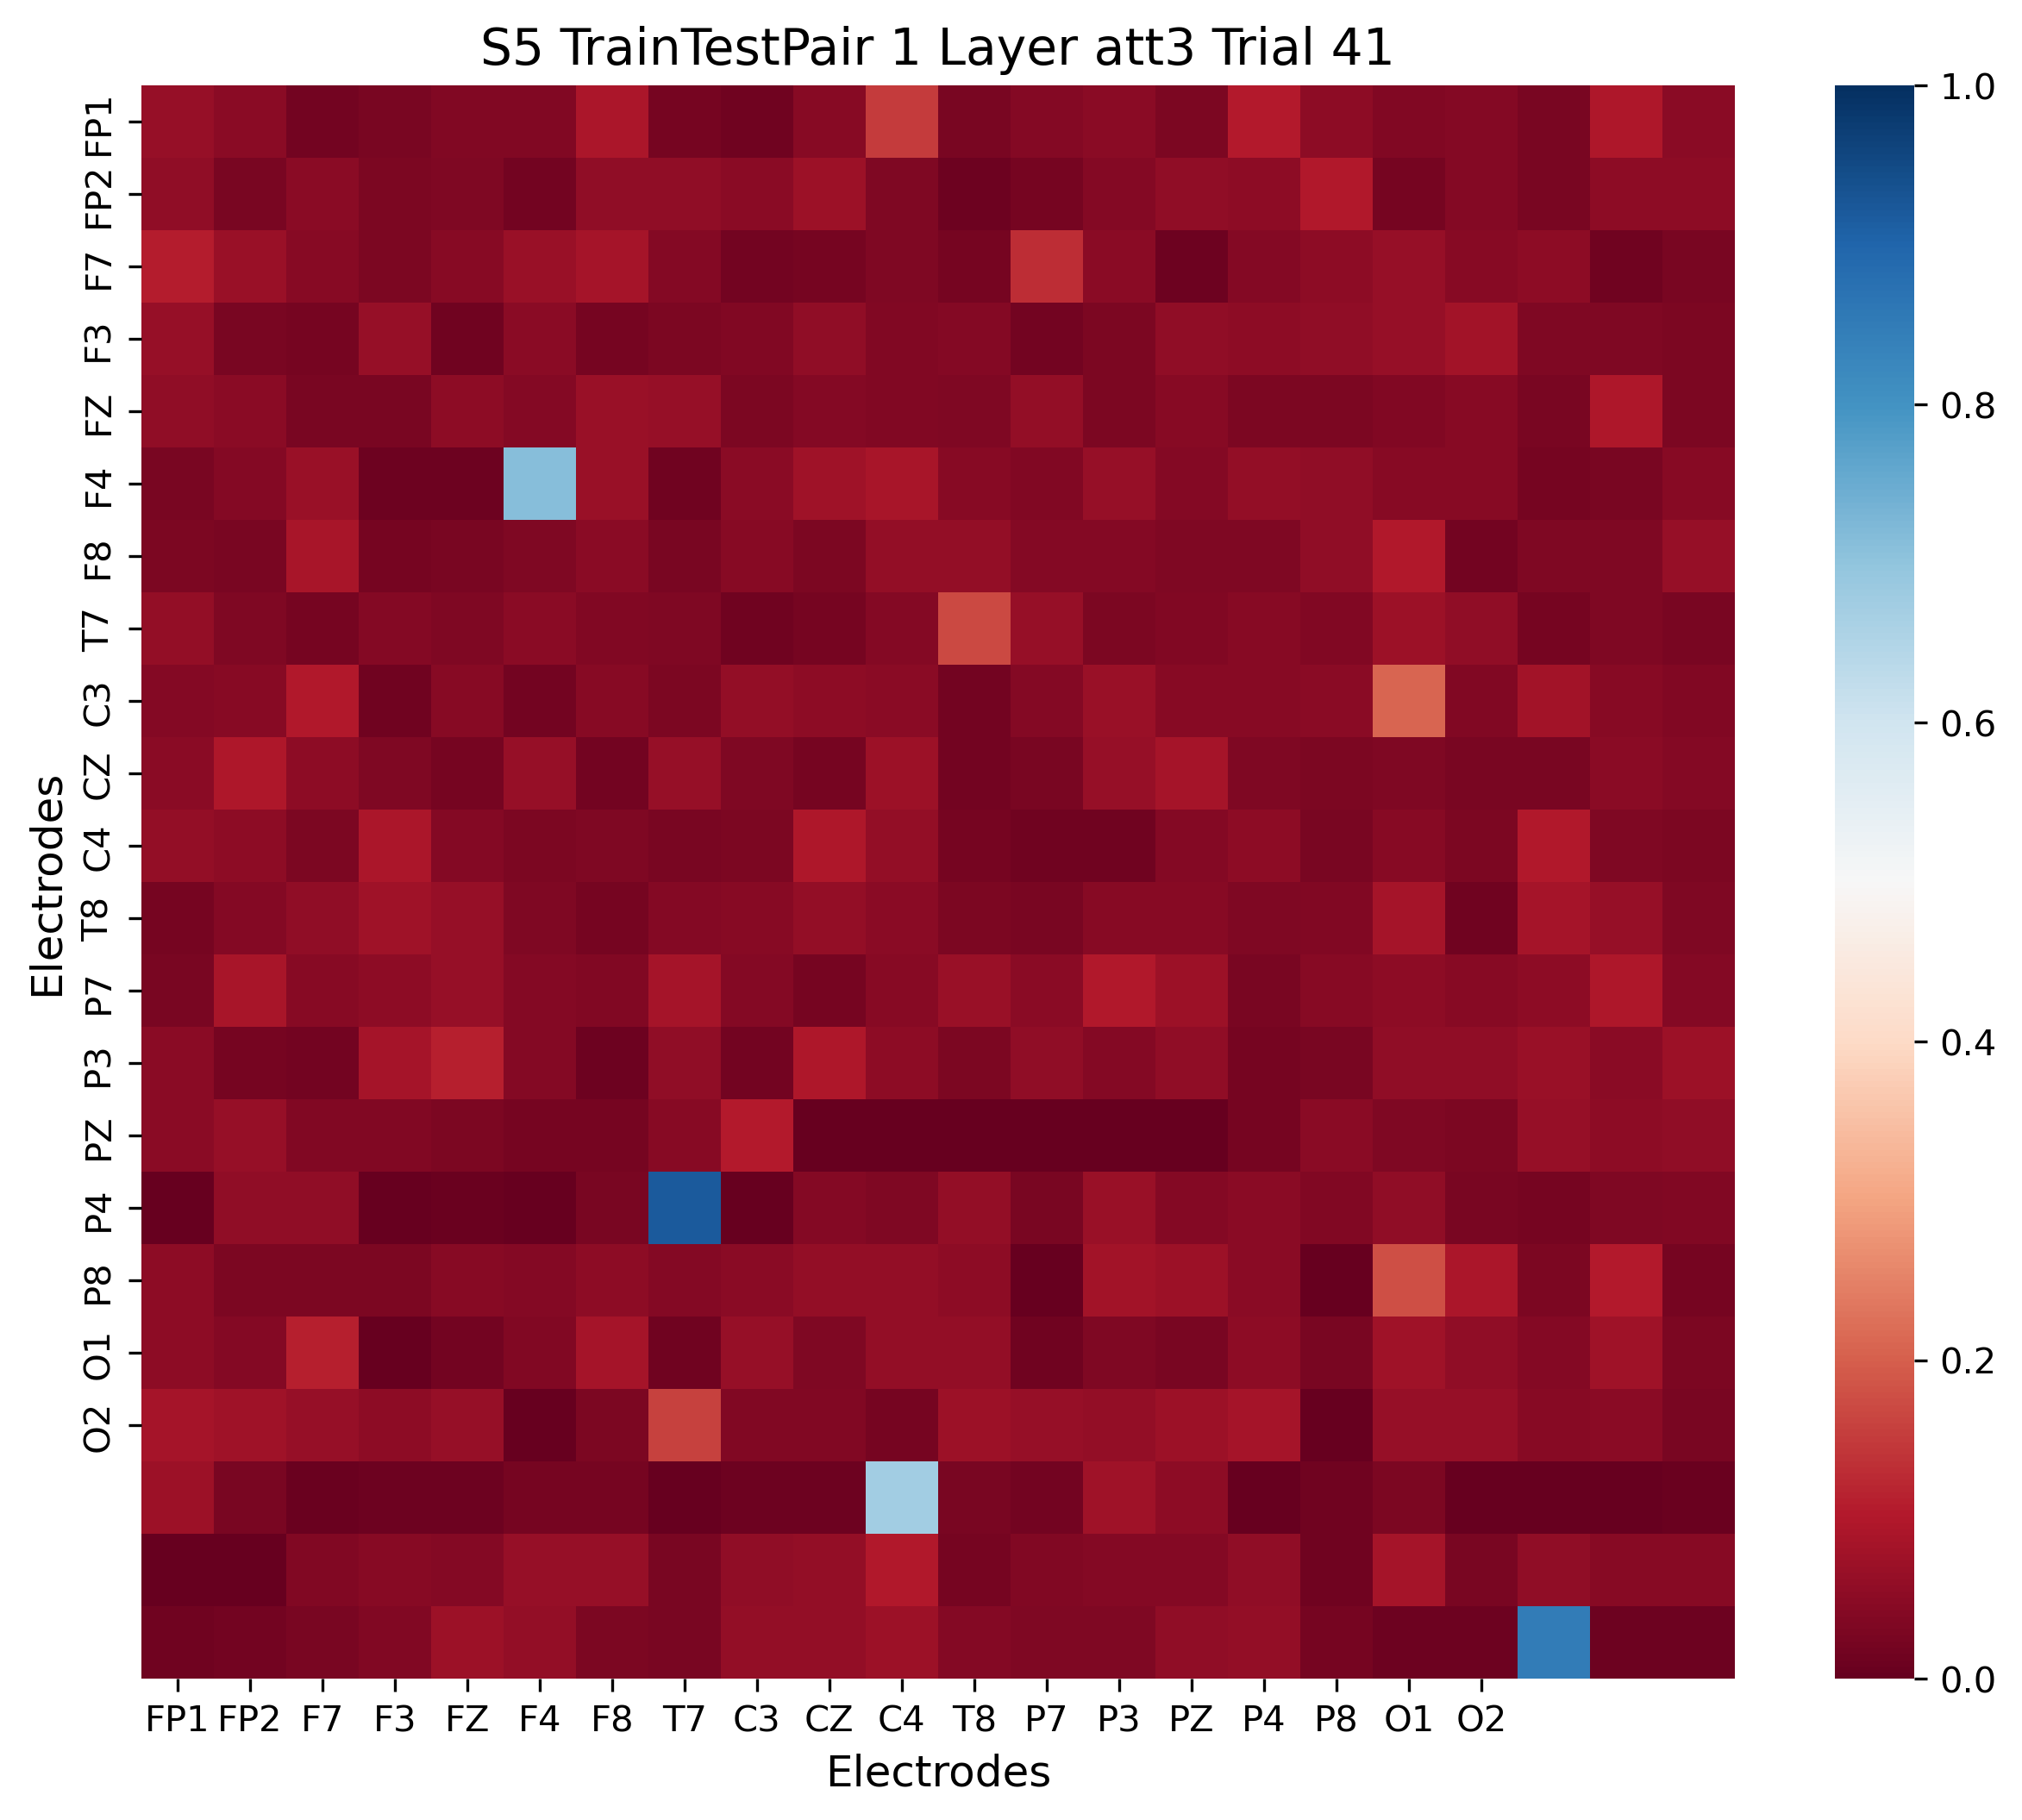 S5 TrainTestPair 1 Layer att3 Trial 41
Electrodes
FP1
FP2
F7
F3
FZ
F4
F8
T7
C3
CZ
C4
T8
P7
P3
PZ
P4
P8
O1
O2
FP1 FP2 F7 F3 FZ F4 F8 T7 C3 CZ C4 T8 P7 P3 PZ P4 P8 O1 O2
Electrodes
1.0
0.8
0.6
0.4
0.2
0.0